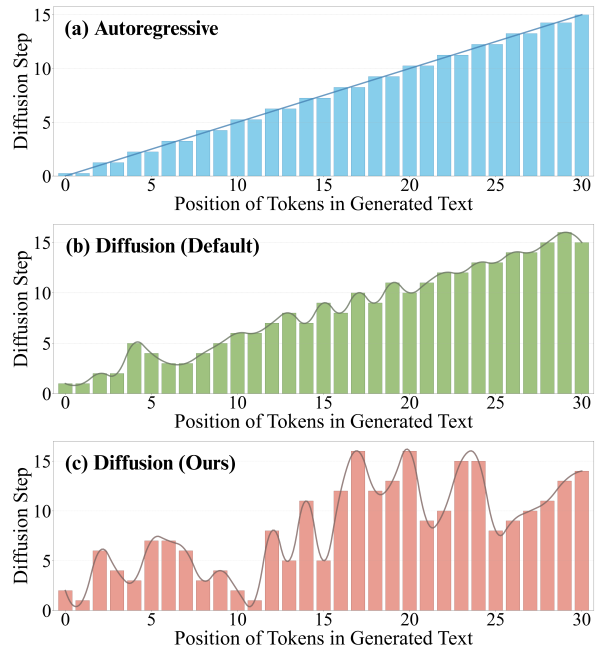 (a) Autoregressive
Diffusion Step
15
10
5
0
0 5 10 15 20 25 30
Position of Tokens in Generated Text
(b) Diffusion (Default)
Diffusion Step
15
10
5
0
0 5 10 15 20 25 30
Position of Tokens in Generated Text
(c) Diffusion (Ours)
Diffusion Step
15
10
5
0
0 5 10 15 20 25 30
Position of Tokens in Generated Text